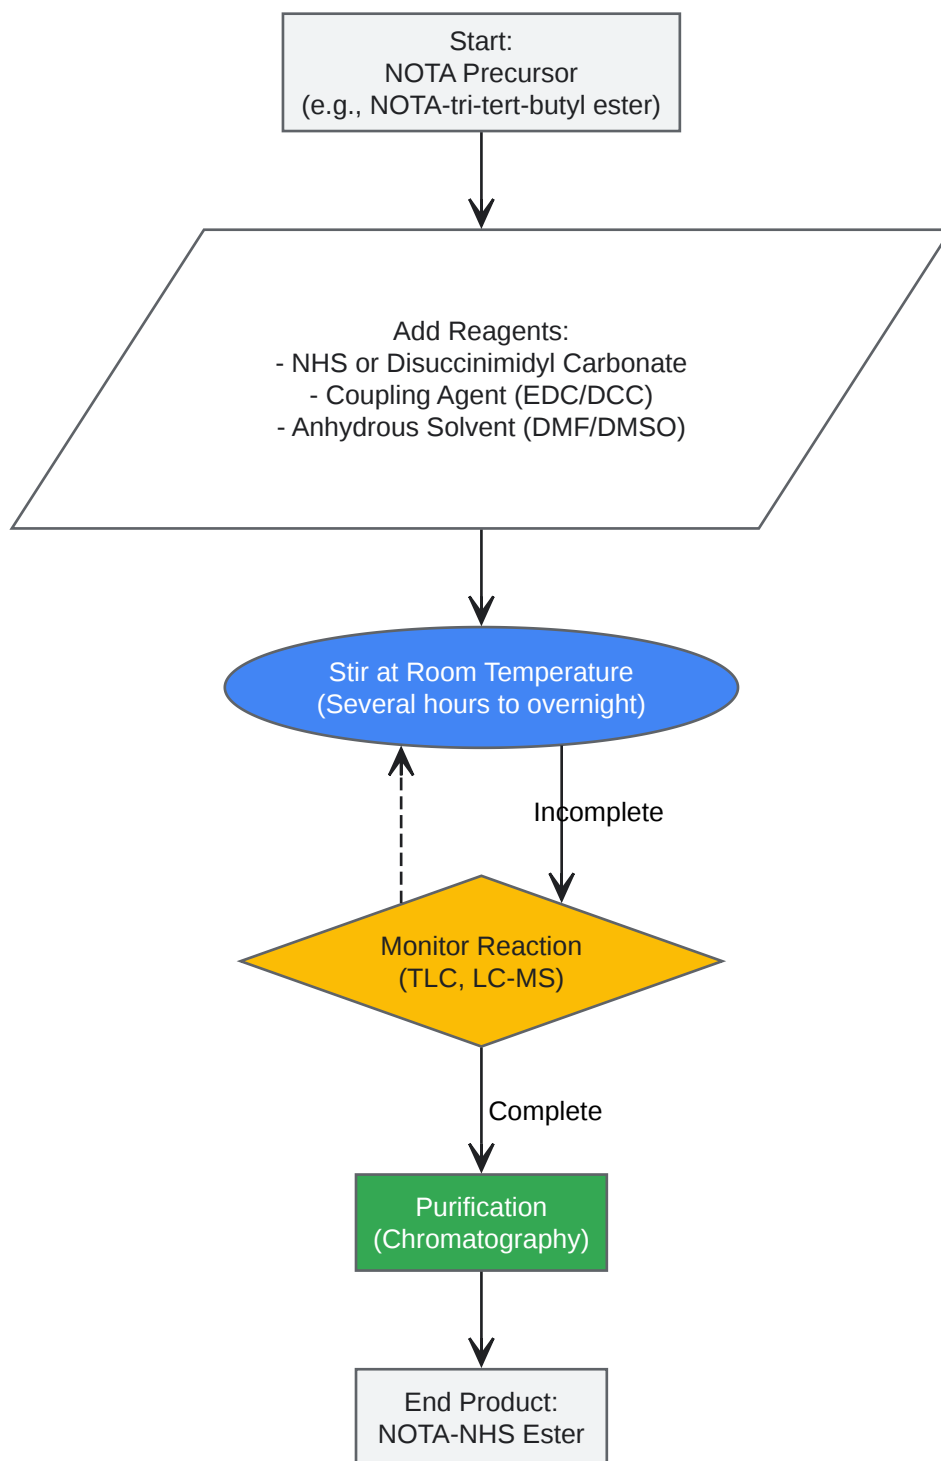 Start:
NOTA Precursor
(e.g., NOTA-tri-tert-butyl ester)
Add Reagents:
- NHS or Disuccinimidyl Carbonate
- Coupling Agent (EDC/DCC)
- Anhydrous Solvent (DMF/DMSO)
Stir at Room Temperature
(Several hours to overnight)
Incomplete
Monitor Reaction
(TLC, LC-MS)
Complete
Purification
(Chromatography)
End Product:
NOTA-NHS Ester